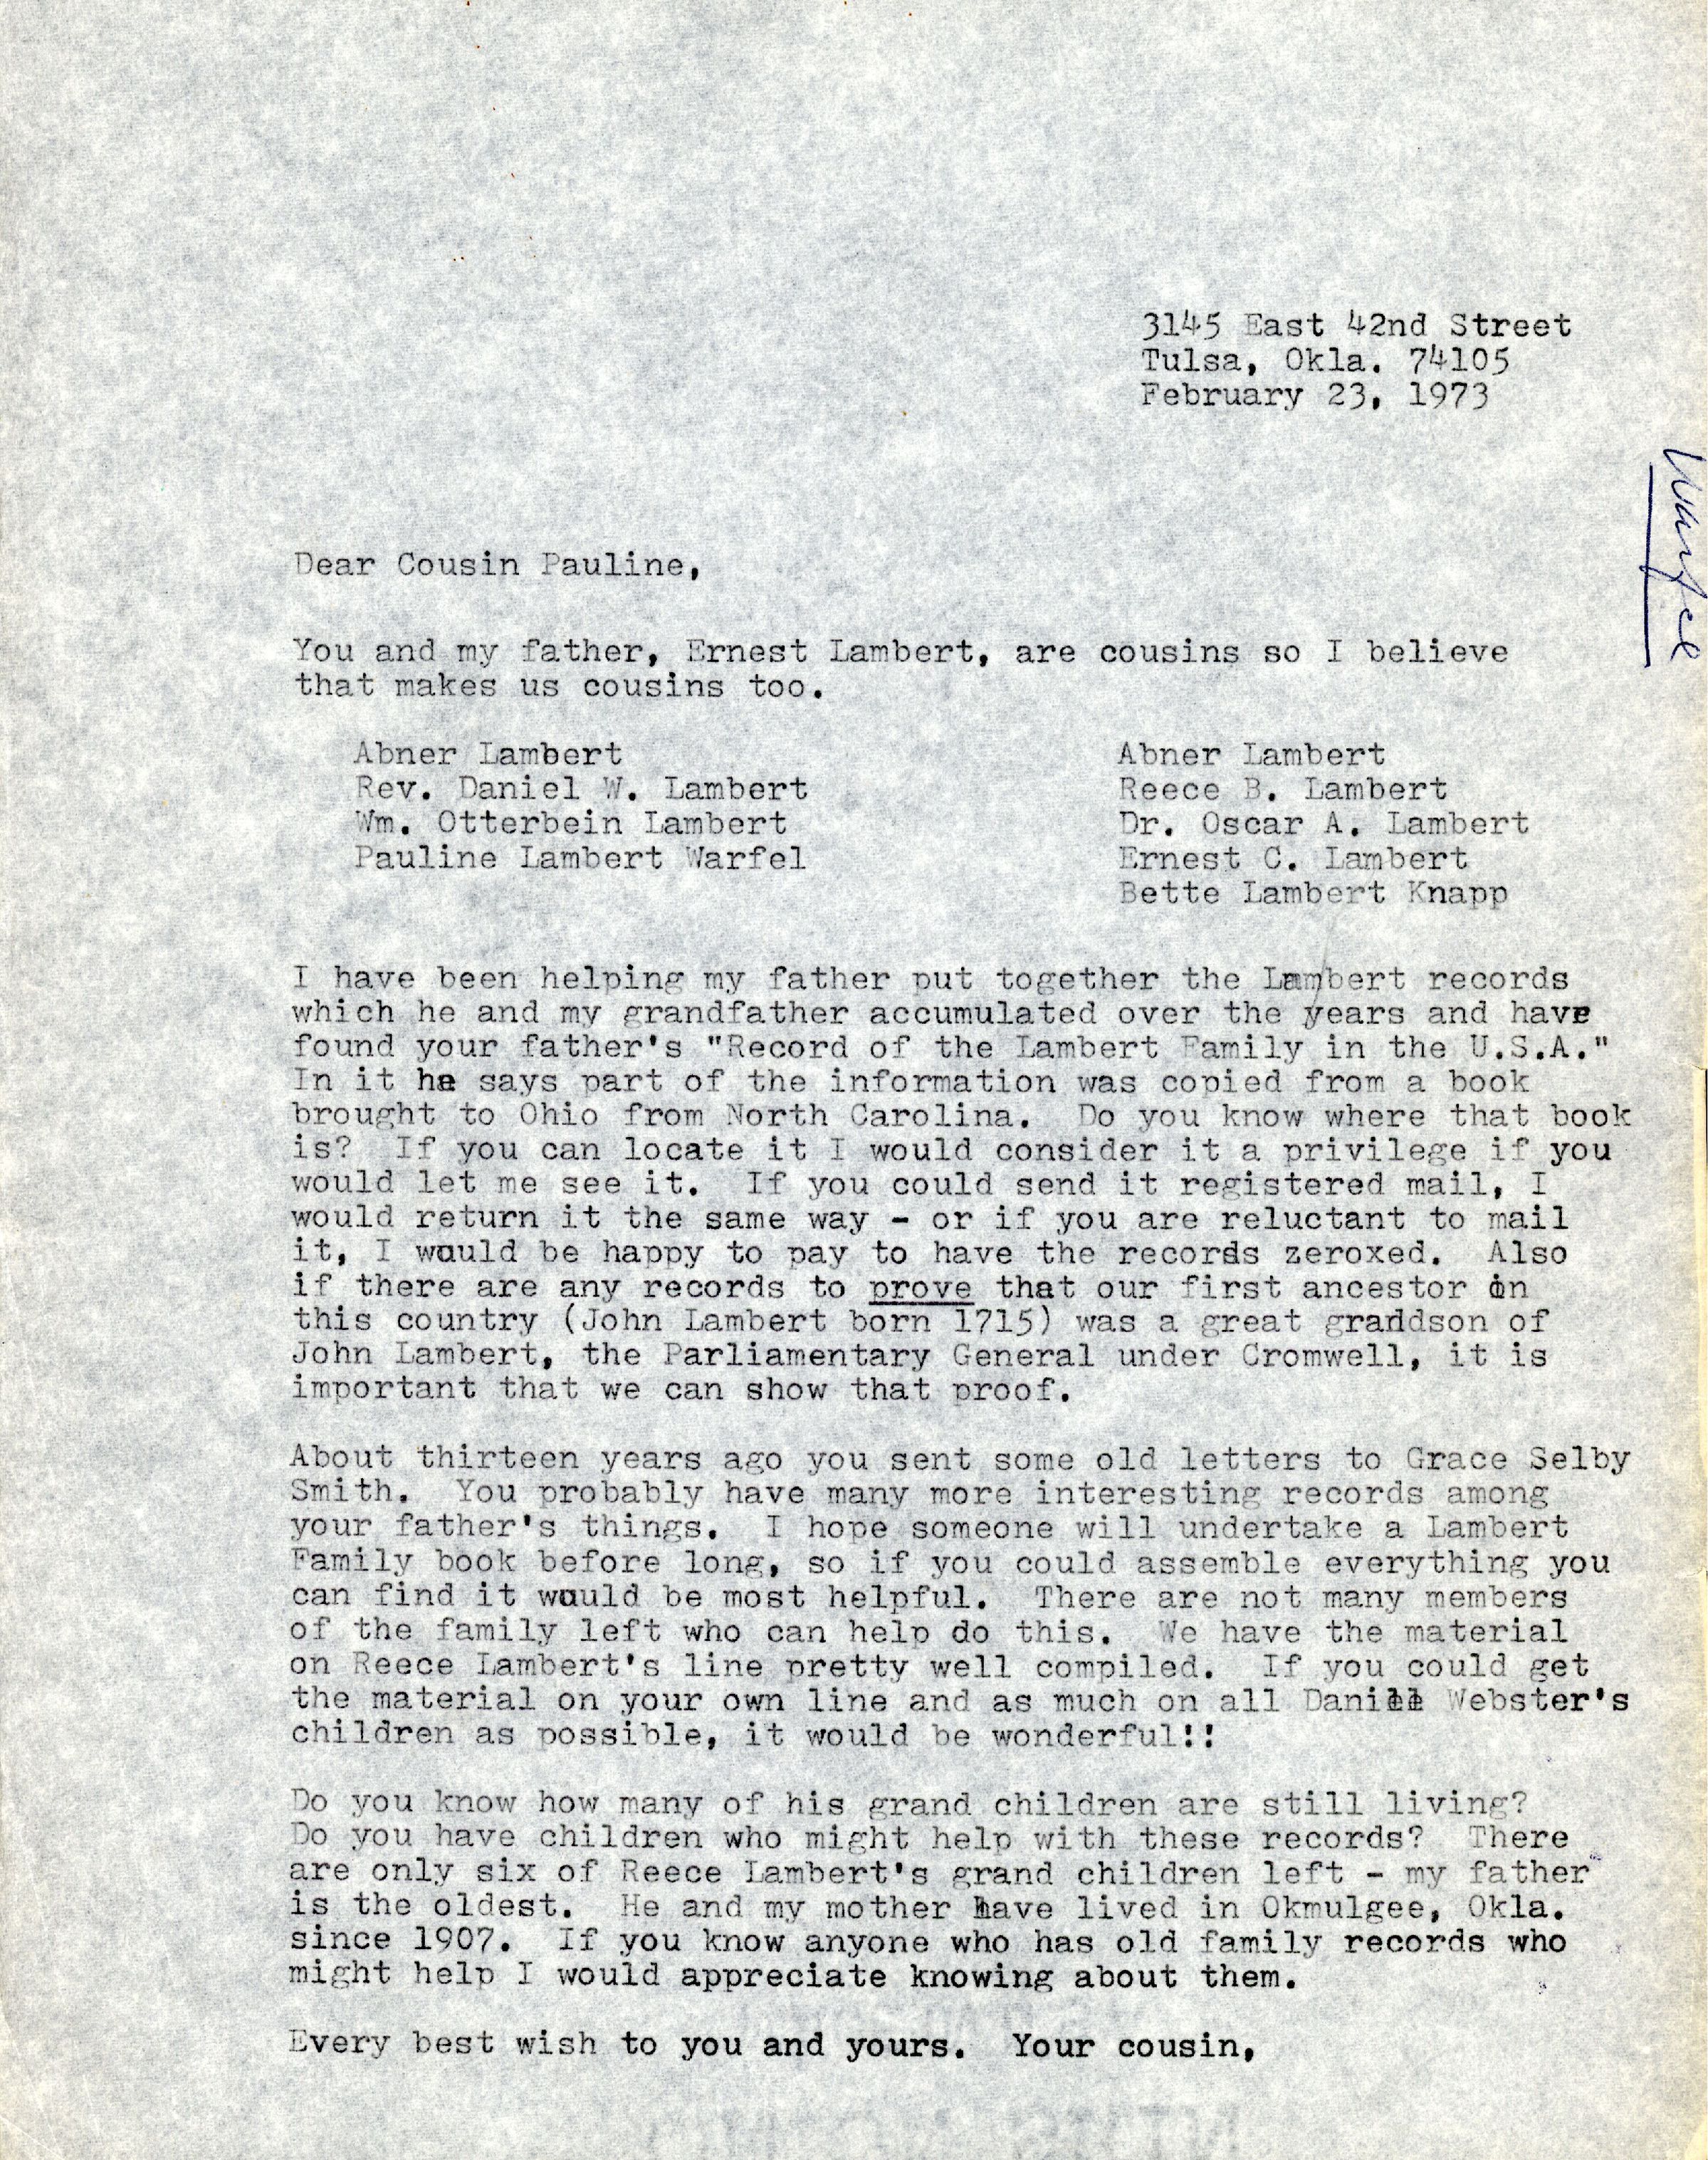 3145 East 42nd Street
Tulsa, Okla. 74105
February 23, 1973
Warfel
Dear Cousin Pauline,
You and my father, Ernest Lambert, are cousins so I believe
that makes us cousins too.
Abner Lambert
Rev. Daniel W. Lambert
Wm. Otterbein Lambert
Pauline Lambert Warfel
Abner Lambert
Reece B. Lambert
Dr. Oscar A. Lambert
Ernest C. Lambert
Bette Lambert Knapp
I have been helping my father put together the Lambert records
which he and my grandfather accumulated over the years and have
found your father's "Record of the Lambert Family in the U.S.A."
In it he says part of the information was copied from a book
brought to Ohio from North Carolina. Do you know where that book
is? If you can locate it I would consider it a privilege if you
would let me see it. If you could send it registered mail, I
would return it the same way - or if you are reluctant to mail
it, I would be happy to pay to have the records zeroxed. Also
if there are any records to prove that our first ancestor in
this country (John Lambert born 1715) was a great grandson of
John Lambert, the Parliamentary General under Cromwell, it is
important that we can show that proof.
About thirteen years ago you sent some old letters to Grace Selby
Smith. You probably have many more interesting records among
your father's things. I hope someone will undertake a Lambert
Family book before long, so if you could assemble everything you
can find it would be most helpful. There are not many members
of the family left who can help do this. We have the material
on Reece Lambert's line pretty well compiled. If you could get
the material on your own line and as much on all Daniel Webster's
children as possible, it would be wonderful!!
Do you know how many of his grand children are still living?
Do you have children who might help with these records? There
are only six of Reece Lambert's grand children left - my father
is the oldest. He and my mother have lived in Okmulgee, Okla.
since 1907. If you know anyone who has old family records who
might help I would appreciate knowing about them.
Every best wish to you and yours. Your cousin,